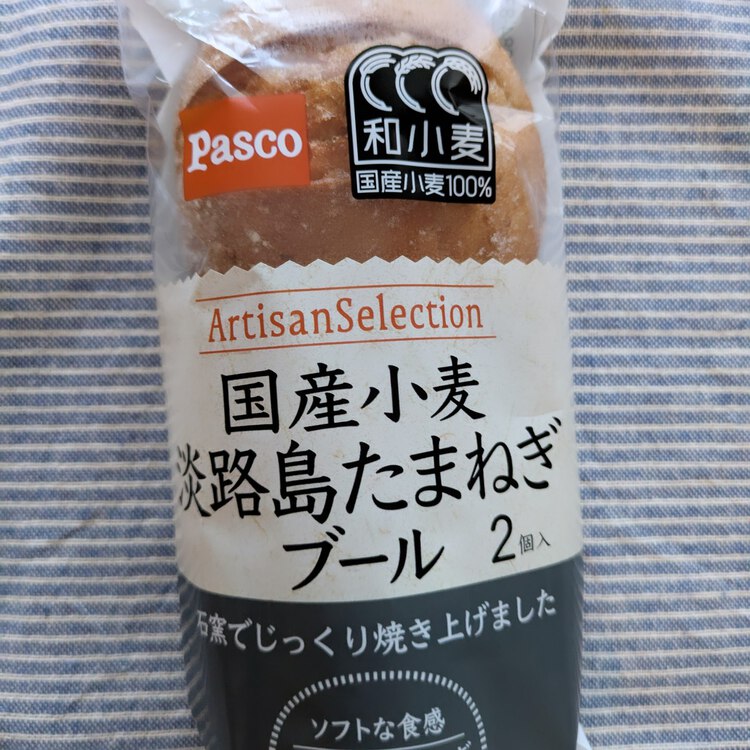 Pasco
和小麦
国産小麦100%
ArtisanSelection
国産小麦
淡路島たまねぎ
ブール 2個入
石窯でじっくり焼き上げました
ソフトな食感